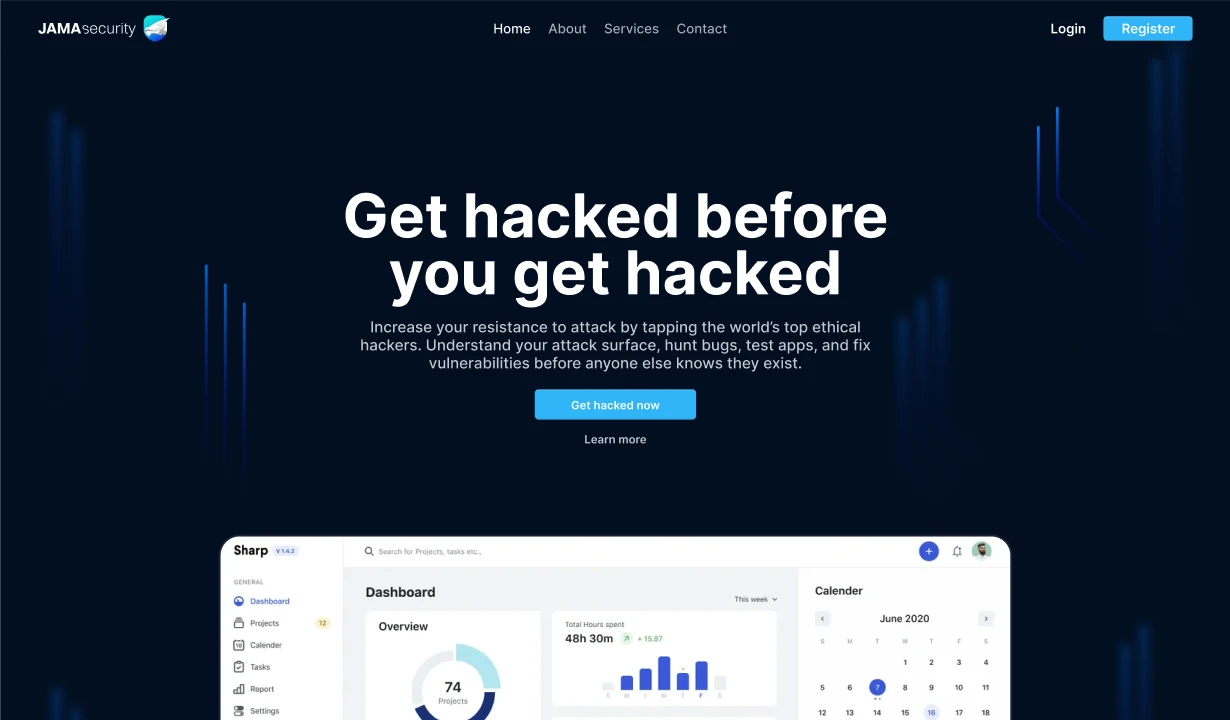 JAMAsecurity
Home About Services Contact
Login Register
Get hacked before
you get hacked
Increase your resistance to attack by tapping the world's top ethical
hackers. Understand your attack surface, hunt bugs, test apps, and fix
vulnerabilities before anyone else knows they exist.
Get hacked now
Learn more
Sharp V 1.4.2
Search for Projects, tasks etc.,
GENERAL
Dashboard
Projects 12
Calender
Tasks
Report
Settings
Dashboard
This week
Overview
74
Projects
Total Hours spent
48h 30m + 15.87
S M T W T F S
Calender
June 2020
S M T W T F S
1 2 3 4
5 6 7 8 9 10 11
12 13 14 15 16 17 18